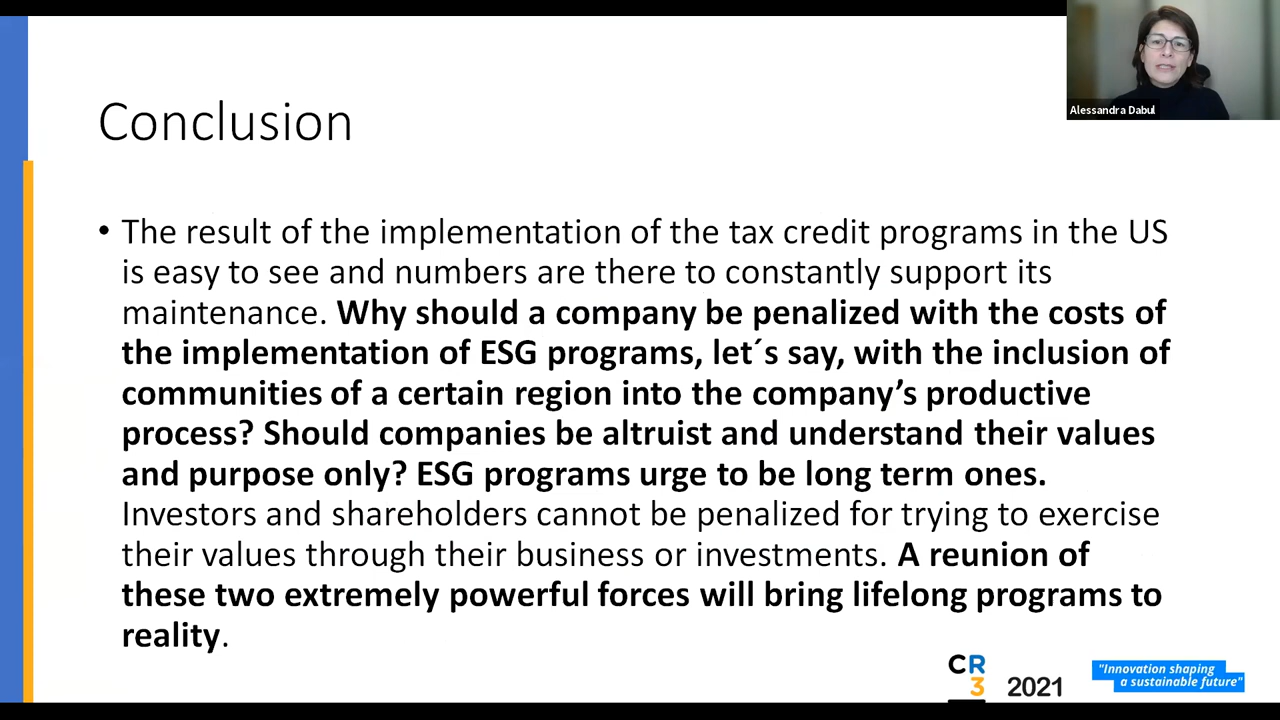 Alessandra Dabul
Conclusion
• The result of the implementation of the tax credit programs in the US
is easy to see and numbers are there to constantly support its
maintenance. Why should a company be penalized with the costs of
the implementation of ESG programs, let´s say, with the inclusion of
communities of a certain region into the company’s productive
process? Should companies be altruist and understand their values
and purpose only? ESG programs urge to be long term ones.
Investors and shareholders cannot be penalized for trying to exercise
their values through their business or investments. A reunion of
these two extremely powerful forces will bring lifelong programs to
reality.
CR
3
2021
"Innovation shaping
a sustainable future"